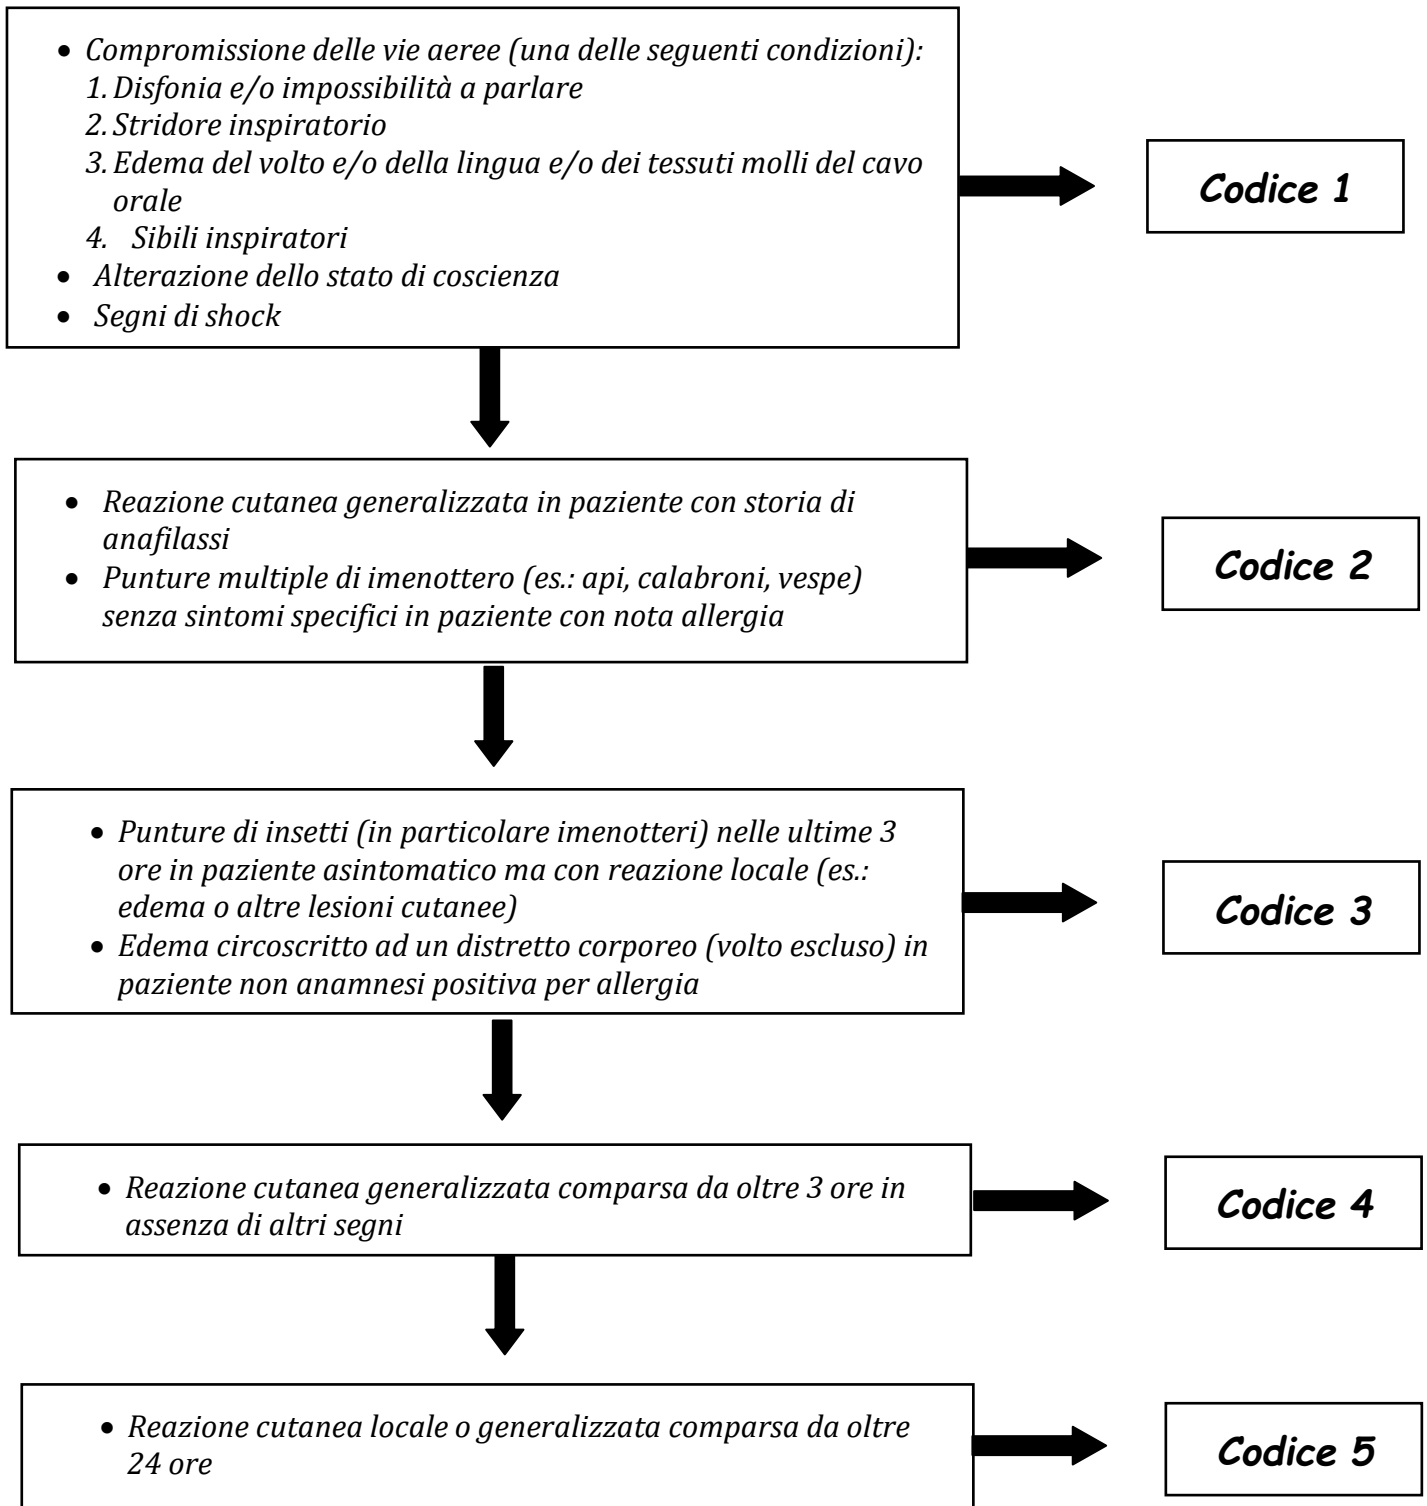 • Compromissione delle vie aeree (una delle seguenti condizioni):
1. Disfonia e/o impossibilità a parlare
2. Stridore inspiratorio
3. Edema del volto e/o della lingua e/o dei tessuti molli del cavo
orale
4. Sibili inspiratori
• Alterazione dello stato di coscienza
• Segni di shock
Codice 1
• Reazione cutanea generalizzata in paziente con storia di
anafilassi
• Punture multiple di imenottero (es.: api, calabroni, vespe)
senza sintomi specifici in paziente con nota allergia
Codice 2
• Punture di insetti (in particolare imenotteri) nelle ultime 3
ore in paziente asintomatico ma con reazione locale (es.:
edema o altre lesioni cutanee)
• Edema circoscritto ad un distretto corporeo (volto escluso) in
paziente non anamnesi positiva per allergia
Codice 3
• Reazione cutanea generalizzata comparsa da oltre 3 ore in
assenza di altri segni
Codice 4
• Reazione cutanea locale o generalizzata comparsa da oltre
24 ore
Codice 5